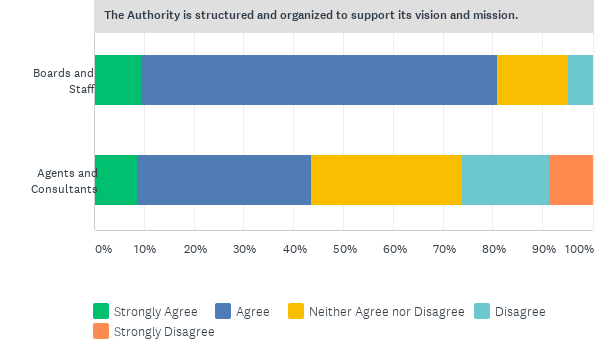 The Authority is structured and organized to support its vision and mission.
Boards and
Staff
Agents and
Consultants
0% 10% 20% 30% 40% 50% 60% 70% 80% 90% 100%
Strongly Agree Agree Neither Agree nor Disagree Disagree
Strongly Disagree